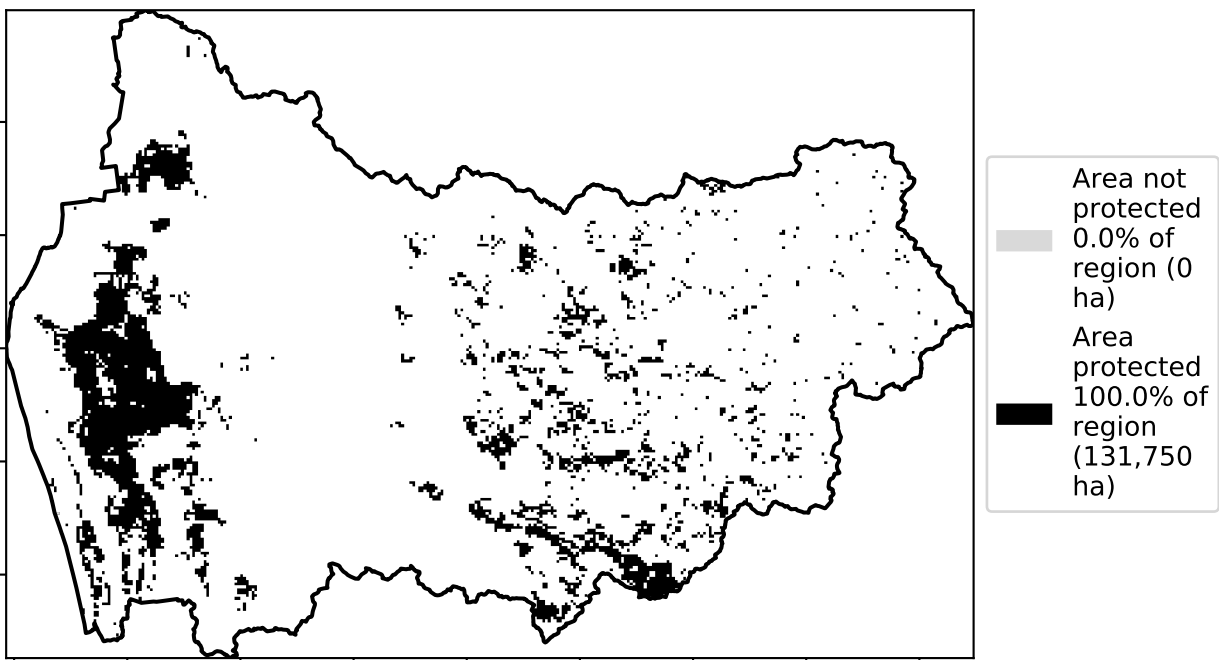 Area not
protected
0.0% of
region (0
ha)
Area
protected
100.0% of
region
(131,750
ha)